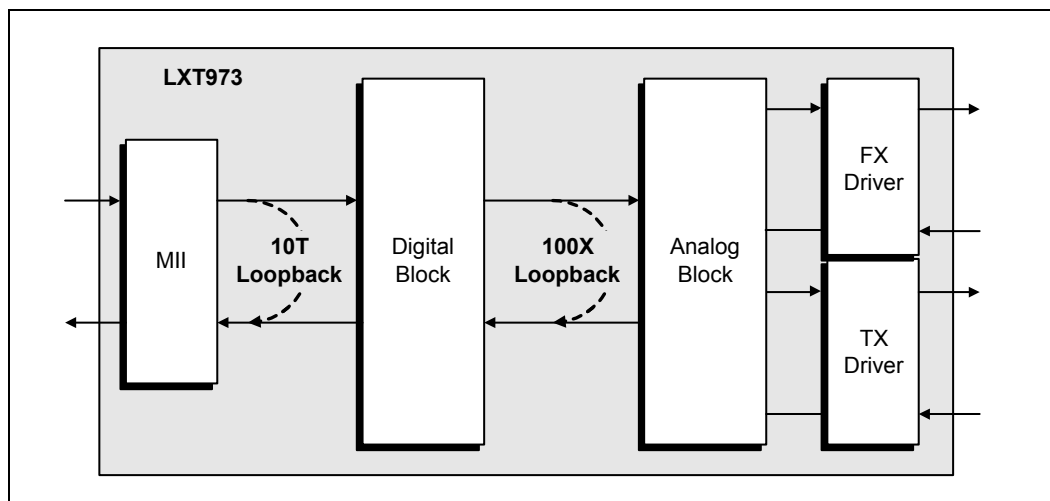 LXT973
MII
10T
Loopback
Digital
Block
100X
Loopback
Analog
Block
FX
Driver
TX
Driver